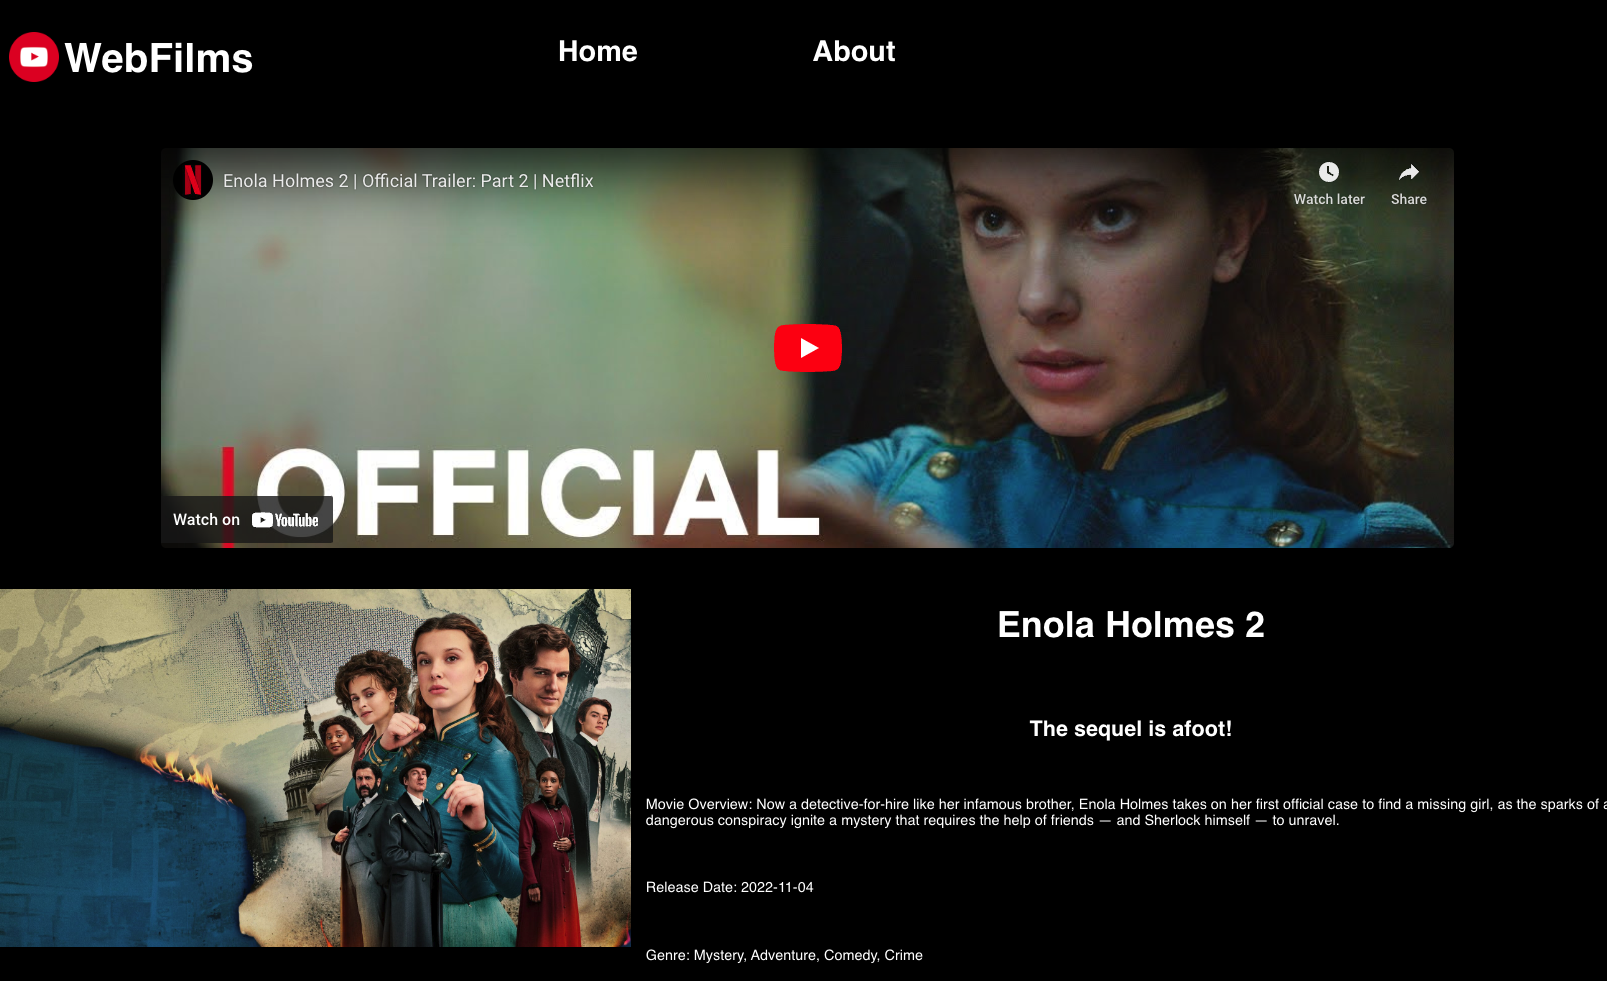 WebFilms
Home
About
Enola Holmes 2 | Official Trailer: Part 2 | Netflix
Watch later
Share
OFFICIAL
Watch on YouTube
Enola Holmes 2
The sequel is afoot!
Movie Overview: Now a detective-for-hire like her infamous brother, Enola Holmes takes on her first official case to find a missing girl, as the sparks of a
dangerous conspiracy ignite a mystery that requires the help of friends — and Sherlock himself — to unravel.
Release Date: 2022-11-04
Genre: Mystery, Adventure, Comedy, Crime